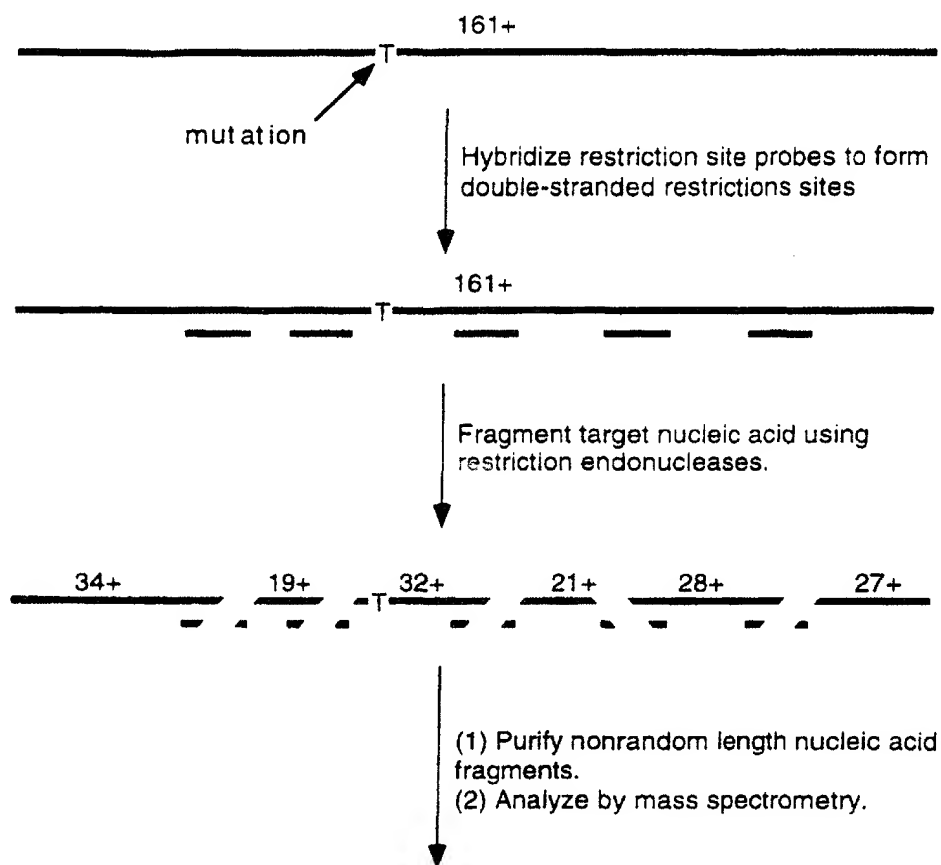 161+
T
mutation
Hybridize restriction site probes to form
double-stranded restrictions sites
161+
T
Fragment target nucleic acid using
restriction endonucleases.
34+ 19+ 32+ 21+ 28+ 27+
T
(1) Purify nonrandom length nucleic acid
fragments.
(2) Analyze by mass spectrometry.